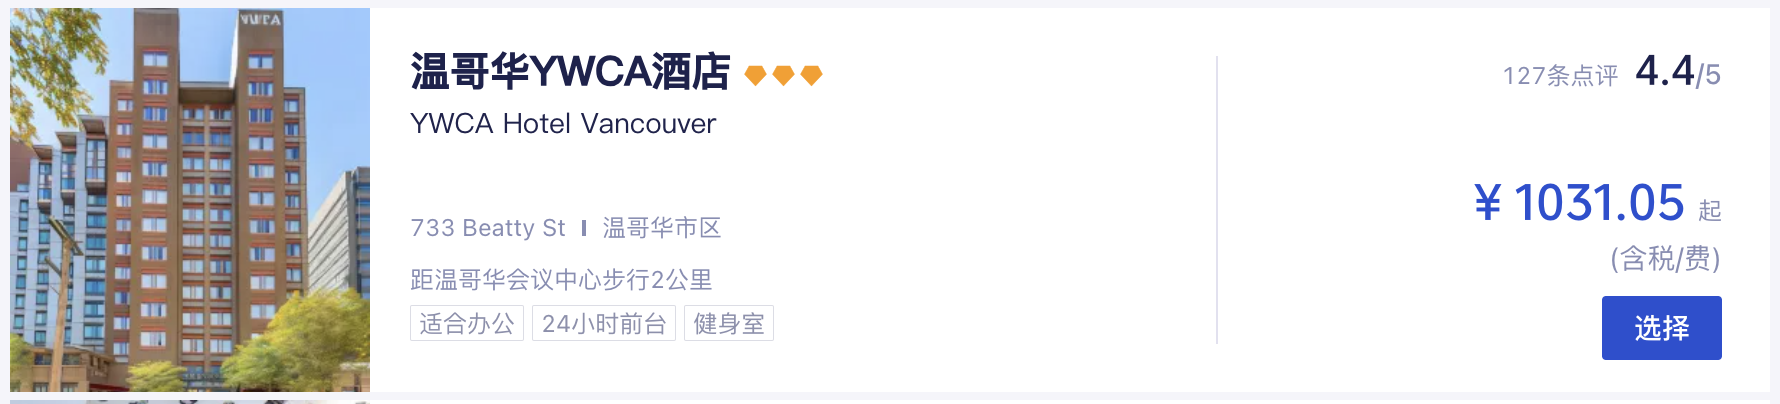 YWCA
温哥华YWCA酒店
YWCA Hotel Vancouver
733 Beatty St | 温哥华市区
距温哥华会议中心步行2公里
适合办公 24小时前台 健身室
127条点评 4.4/5
¥ 1031.05 起
(含税/费)
选择